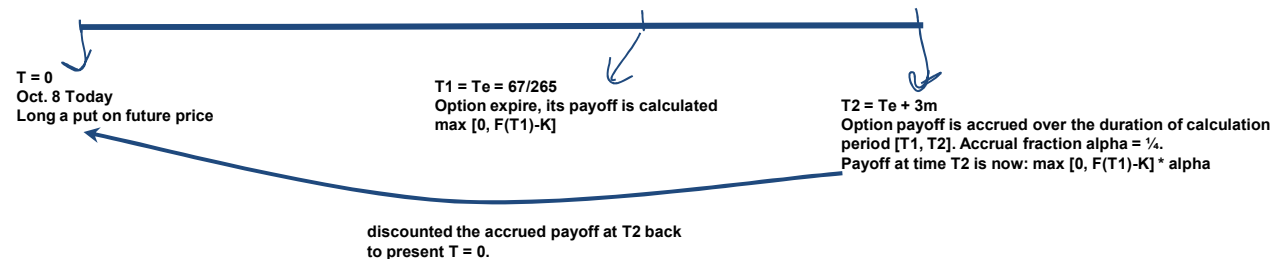 T = 0
Oct. 8 Today
Long a put on future price
T1 = Te = 67/265
Option expire, its payoff is calculated
max [0, F(T1)-K]
T2 = Te + 3m
Option payoff is accrued over the duration of calculation
period [T1, T2]. Accrual fraction alpha = ¼.
Payoff at time T2 is now: max [0, F(T1)-K] * alpha
discounted the accrued payoff at T2 back
to present T = 0.